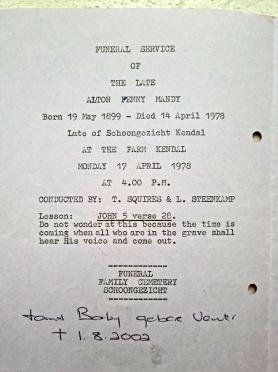 FUNERAL SERVICE
OF
THE LATE
ALTON PENNY MANDY
Born 19 May 1899 - Died 14 April 1978
Late of Schoongezicht Kendal
AT THE FARM KENDAL
MONDAY 17 APRIL 1978
AT 4.00 P.M.
CONDUCTED BY: T. SQUIRES & L. STEENKAMP
Lesson: JOHN 5 verse 28.
Do not wonder at this because the time is
coming when all who are in the grave shall
hear His voice and come out.
-------------
FUNERAL
FAMILY CEMETERY
SCHOONGEZICHT
-------------
Baby gebore Venter
† 1.8.2002